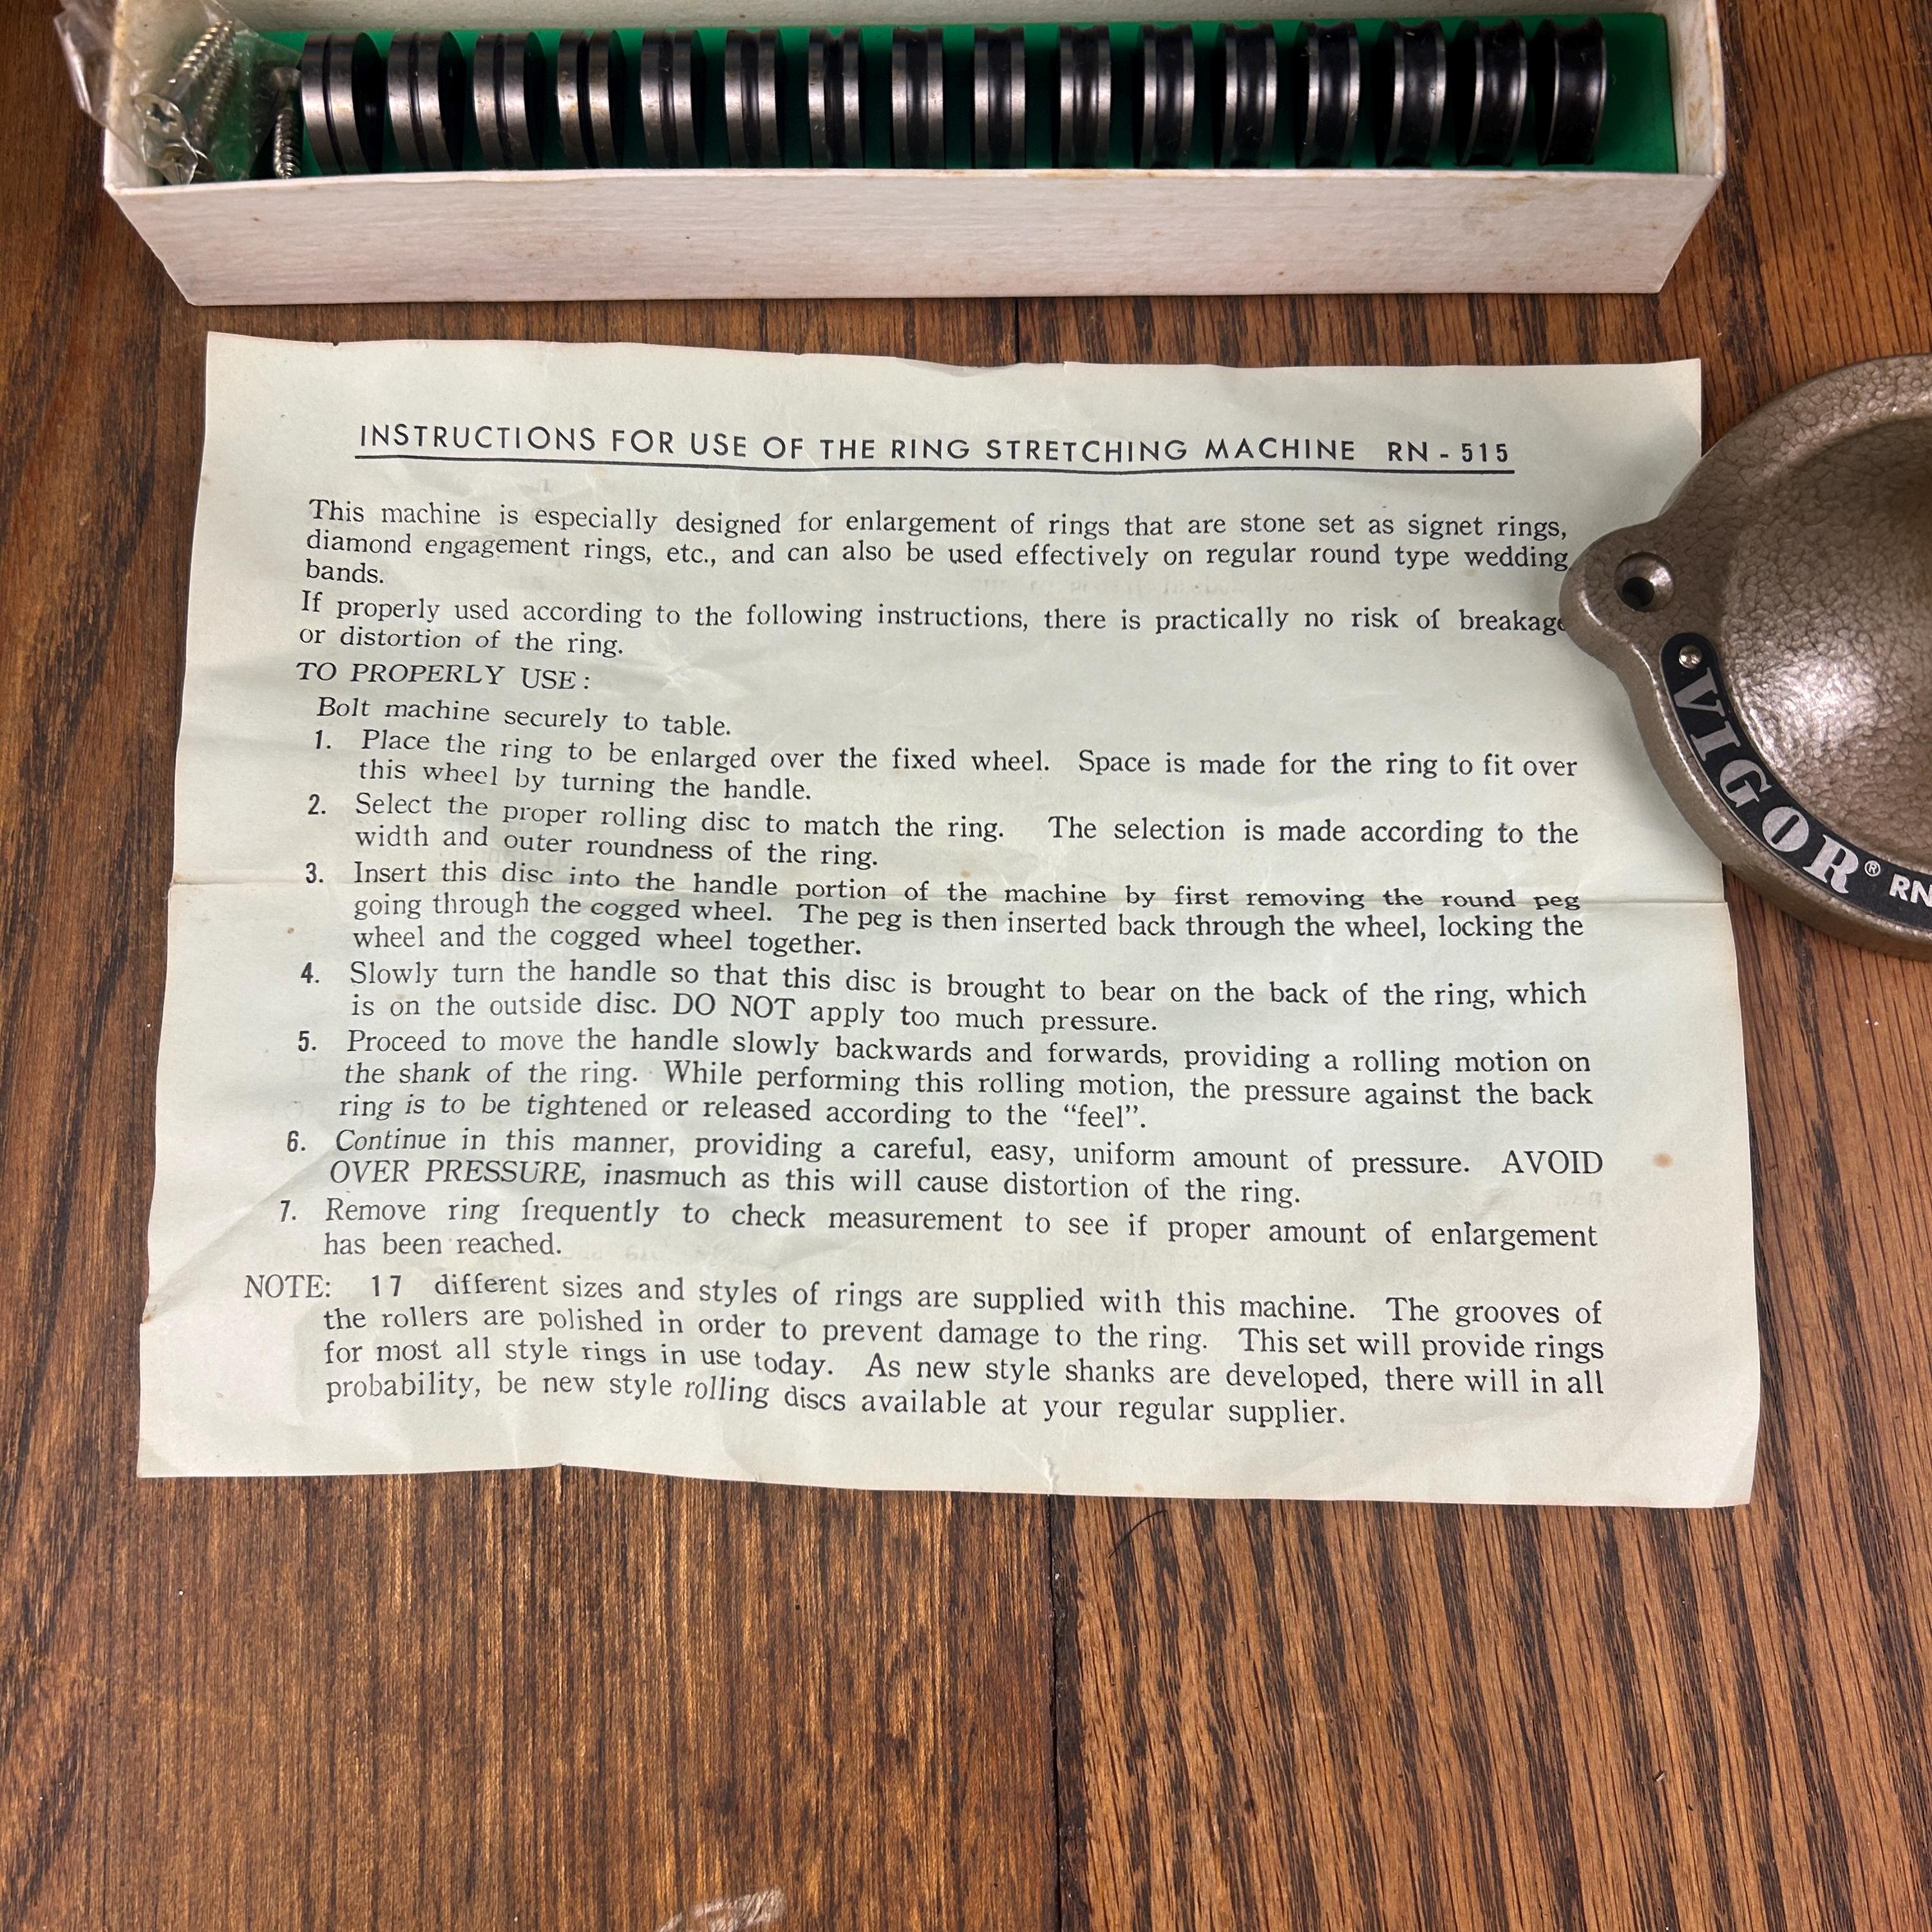 INSTRUCTIONS FOR USE OF THE RING STRETCHING MACHINE RN - 515
This machine is especially designed for enlargement of rings that are stone set as signet rings,
diamond engagement rings, etc., and can also be used effectively on regular round type wedding
bands.
If properly used according to the following instructions, there is practically no risk of breakage
or distortion of the ring.
TO PROPERLY USE:
Bolt machine securely to table.
1. Place the ring to be enlarged over the fixed wheel. Space is made for the ring to fit over
this wheel by turning the handle.
2. Select the proper rolling disc to match the ring. The selection is made according to the
width and outer roundness of the ring.
3. Insert this disc into the handle portion of the machine by first removing the round peg
going through the cogged wheel. The peg is then inserted back through the wheel, locking the
wheel and the cogged wheel together.
4. Slowly turn the handle so that this disc is brought to bear on the back of the ring, which
is on the outside disc. DO NOT apply too much pressure.
5. Proceed to move the handle slowly backwards and forwards, providing a rolling motion on
the shank of the ring. While performing this rolling motion, the pressure against the back
ring is to be tightened or released according to the “feel”.
6. Continue in this manner, providing a careful, easy, uniform amount of pressure. AVOID
OVER PRESSURE, inasmuch as this will cause distortion of the ring.
7. Remove ring frequently to check measurement to see if proper amount of enlargement
has been reached.
NOTE: 17 different sizes and styles of rings are supplied with this machine. The grooves of
the rollers are polished in order to prevent damage to the ring. This set will provide rings
for most all style rings in use today. As new style shanks are developed, there will in all
probability, be new style rolling discs available at your regular supplier.
VIGOR® RN